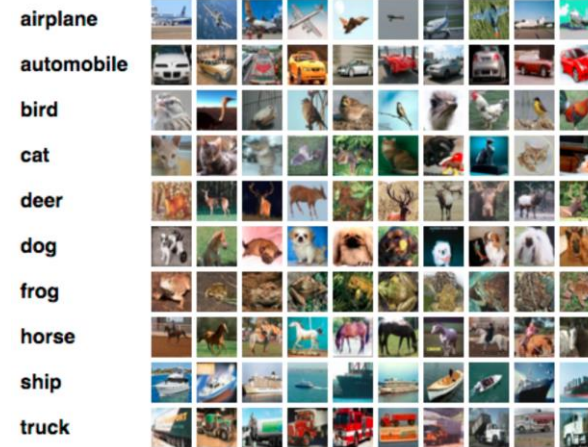 airplane
automobile
bird
cat
deer
dog
frog
horse
ship
truck